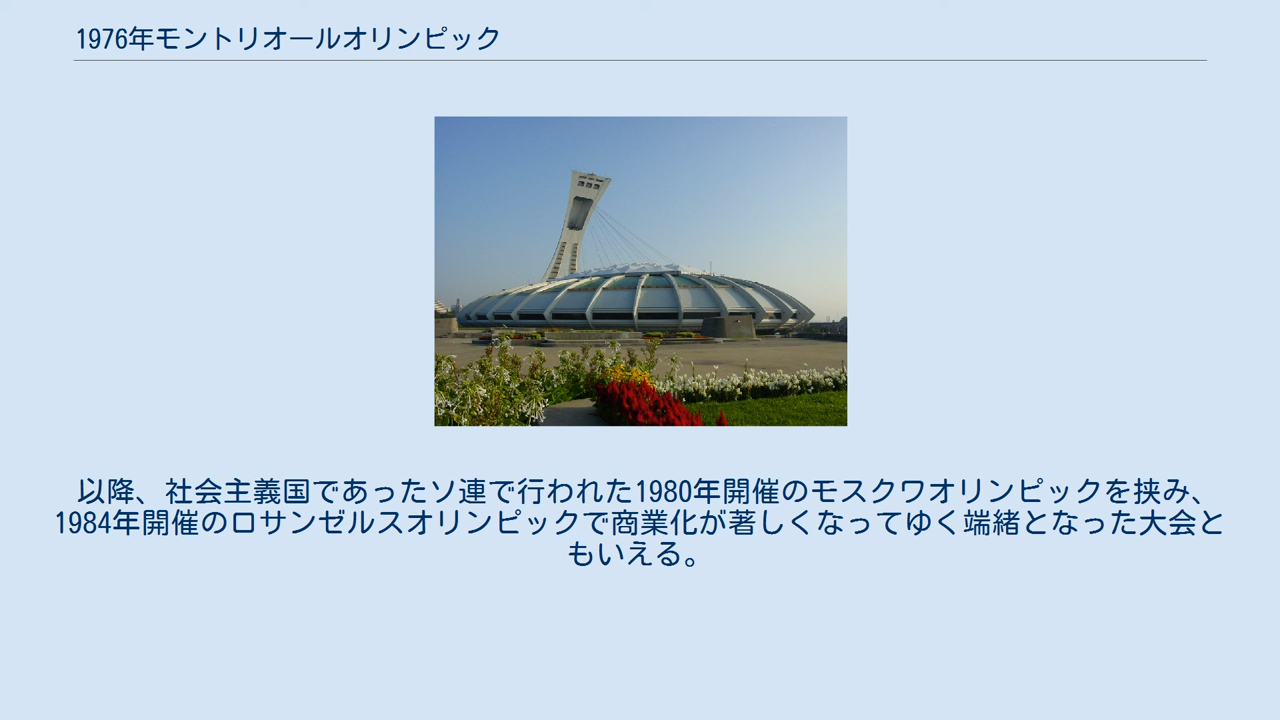 1976年モントリオールオリンピック
以降、社会主義国であったソ連で行われた1980年開催のモスクワオリンピックを挟み、
1984年開催のロサンゼルスオリンピックで商業化が著しくなってゆく端緒となった大会と
もいえる。